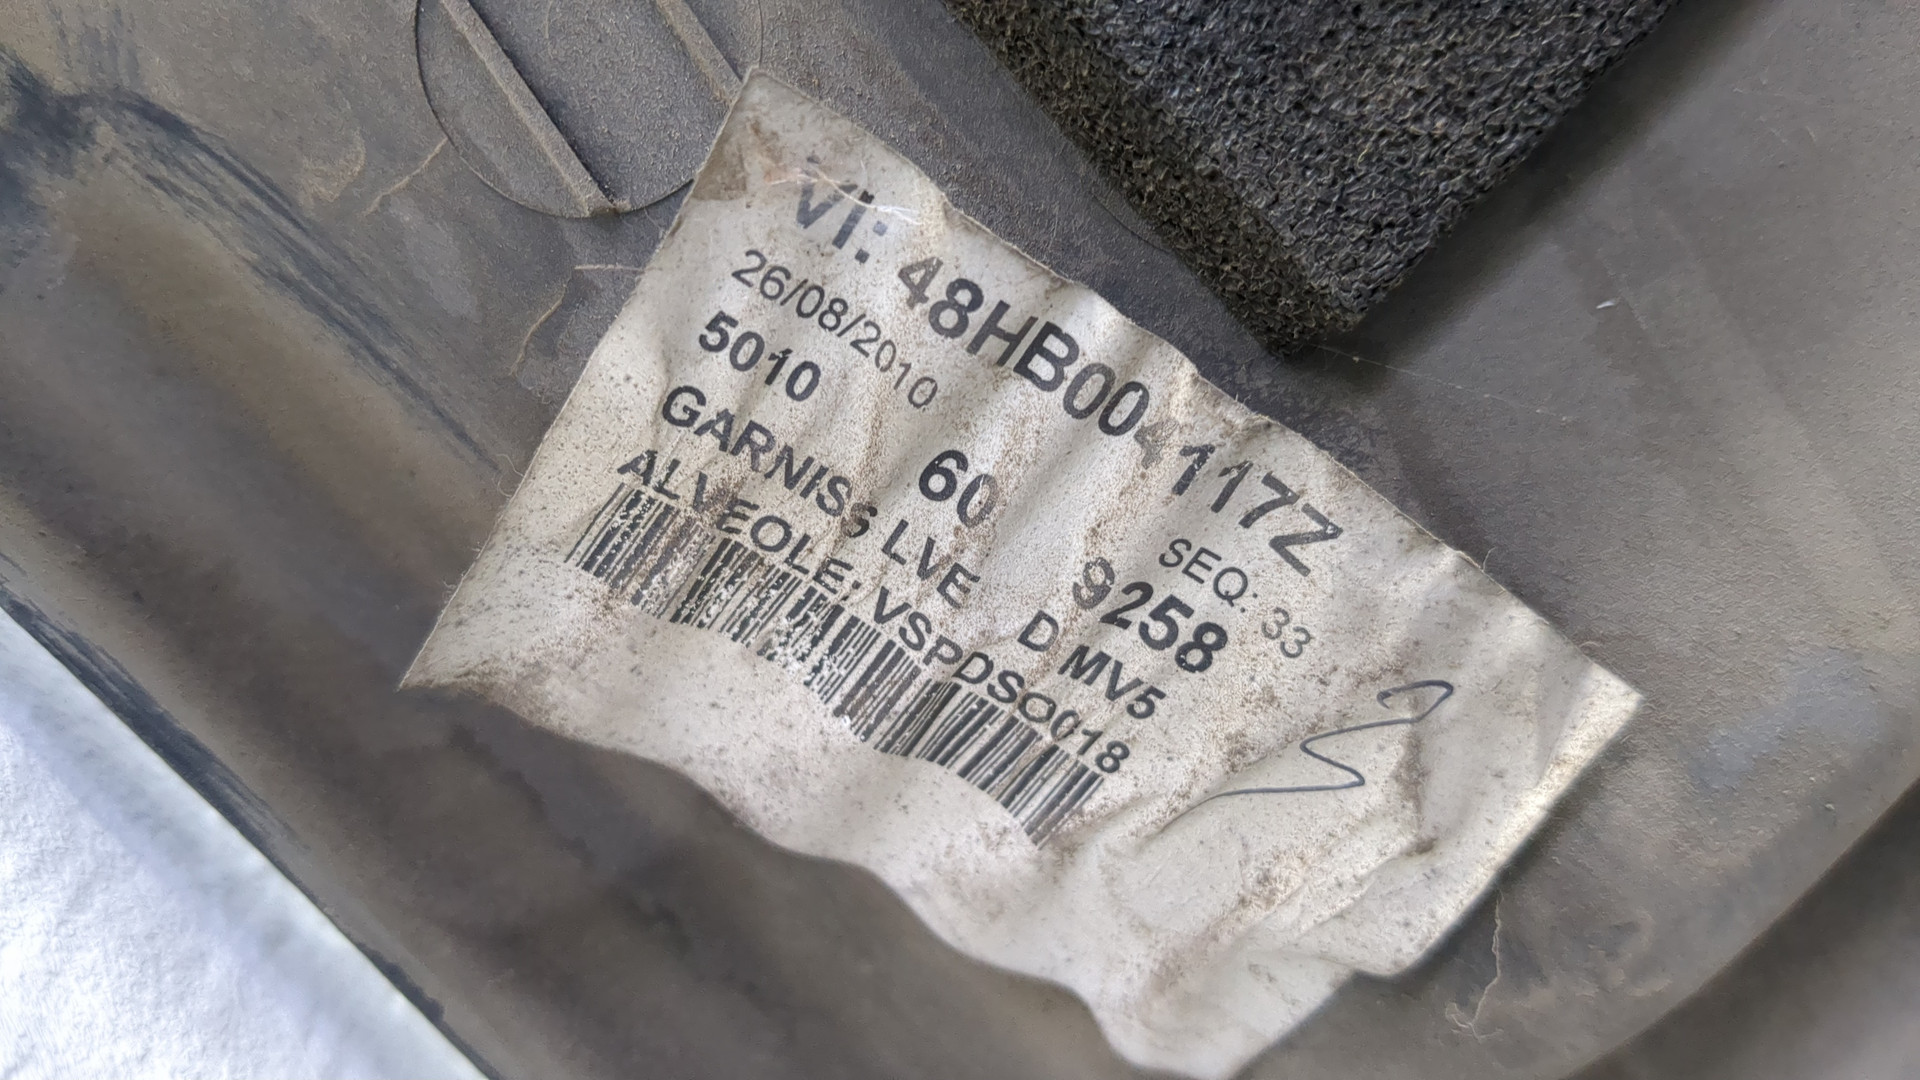 VI: 48HB004117Z
26/08/2010 SEQ: 33
5010 60 9258
GARNISS LVE D MV5
ALVEOLE: VSPDSO018